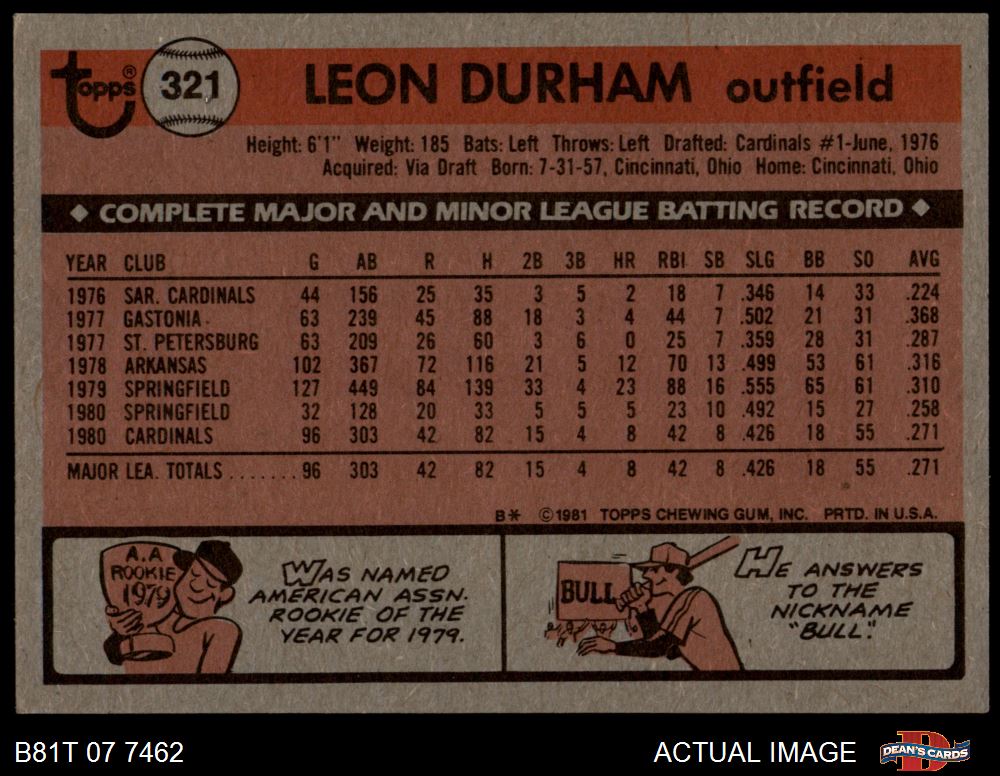 topps® 321 LEON DURHAM outfield
Height: 6'1" Weight: 185 Bats: Left Throws: Left Drafted: Cardinals #1-June, 1976
Acquired: Via Draft Born: 7-31-57, Cincinnati, Ohio Home: Cincinnati, Ohio
◆ COMPLETE MAJOR AND MINOR LEAGUE BATTING RECORD ◆
YEAR CLUB G AB R H 2B 3B HR RBI SB SLG BB SO AVG
1976 SAR. CARDINALS 44 156 25 35 3 5 2 18 7 .346 14 33 .224
1977 GASTONIA 63 239 45 88 18 3 4 44 7 .502 21 31 .368
1977 ST. PETERSBURG 63 209 26 60 3 6 0 25 7 .359 28 31 .287
1978 ARKANSAS 102 367 72 116 21 5 12 70 13 .499 53 61 .316
1979 SPRINGFIELD 127 449 84 139 33 4 23 88 16 .555 65 61 .310
1980 SPRINGFIELD 32 128 20 33 5 5 5 23 10 .492 15 27 .258
1980 CARDINALS 96 303 42 82 15 4 8 42 8 .426 18 55 .271
MAJOR LEA. TOTALS ....... 96 303 42 82 15 4 8 42 8 .426 18 55 .271
B* ©1981 TOPPS CHEWING GUM, INC. PRTD. IN U.S.A.
A.A
ROOKIE
1979
WAS NAMED
AMERICAN ASSN.
ROOKIE OF THE
YEAR FOR 1979.
BULL
HE ANSWERS
TO THE
NICKNAME
"BULL."
B81T 07 7462 ACTUAL IMAGE DEAN'S CARDS